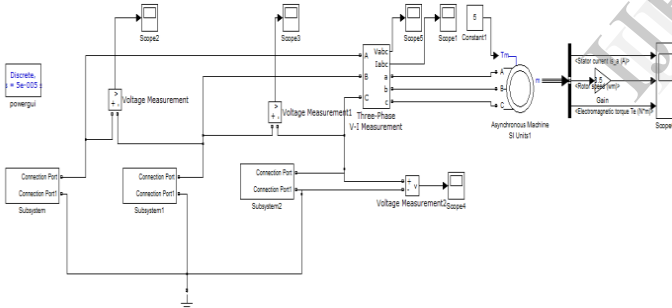 Scope2
Scope3
Scope5
Scope1
5
Constant1
Discrete,
s = 5e-005 s
powergui
Voltage Measurement
Voltage Measurement1
Vabc
Iabc
A
B
C
a
b
c
Three-Phase
V-I Measurement
Tm
A
B
C
m
Asynchronous Machine
SI Units1
<Stator current is_a (A)>
<Rotor speed (wm)>
Gain
<Electromagnetic torque Te (N*m)>
Connection Port
Connection Port1
Subsystem
Connection Port
Connection Port1
Subsystem1
Connection Port
Connection Port1
Subsystem2
+
-
v
Voltage Measurement2
Scope4